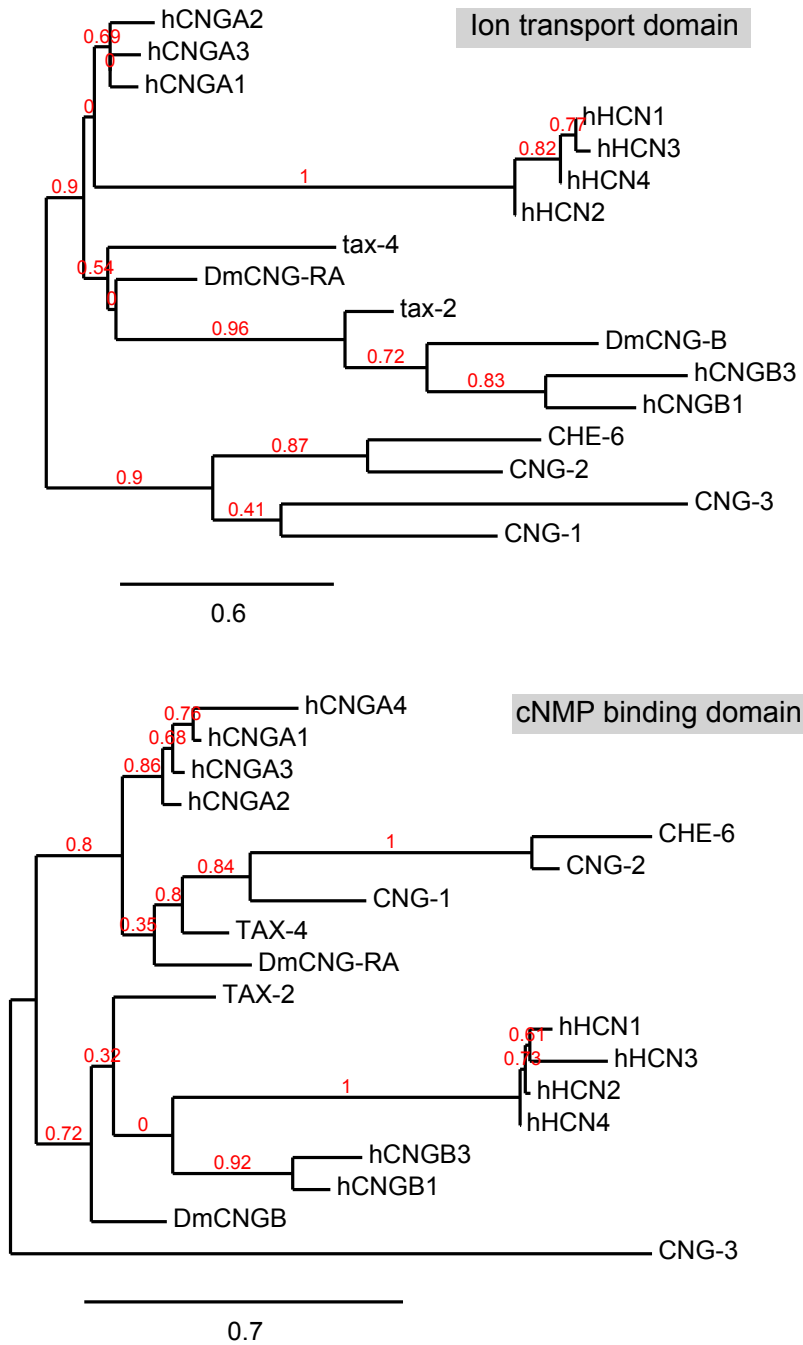 hCNGA2
Ion transport domain
0.69
hCNGA3
0
hCNGA1
0
hHCN1
0.77
hHCN3
0.82
hHCN4
1
0.9
hHCN2
tax-4
0.54
DmCNG-RA
0
tax-2
0.96
DmCNG-B
0.72
hCNGB3
0.83
hCNGB1
CHE-6
0.87
CNG-2
0.9
CNG-3
0.41
CNG-1
0.6
hCNGA4
cNMP binding domain
0.76
hCNGA1
0.68
hCNGA3
0.86
hCNGA2
CHE-6
0.8
1
CNG-2
0.84
CNG-1
0.8
TAX-4
0.35
DmCNG-RA
TAX-2
hHCN1
0.61
0.32
hHCN3
0.73
hHCN2
1
hHCN4
0
0.72
hCNGB3
0.92
hCNGB1
DmCNGB
CNG-3
0.7